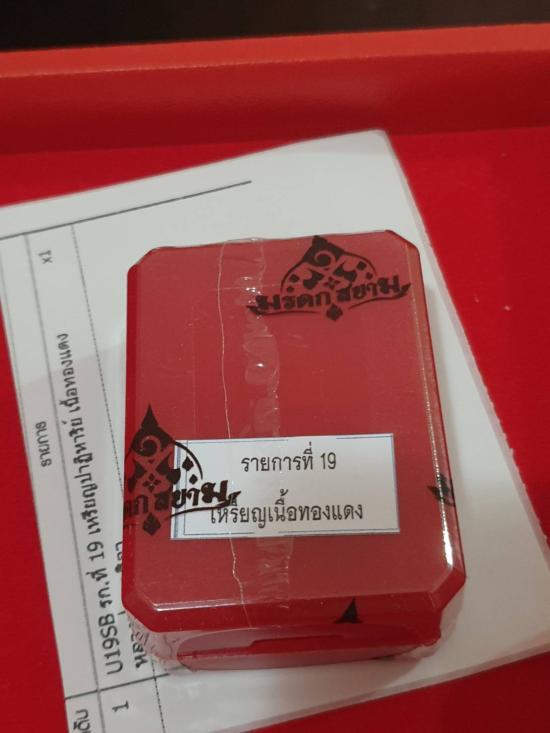 รายการ
x1
1
U19SB รก.ที่ 19 เหรียญปาฏิหาริย์ เนื้อทองแดง
มรดกสยาม
รายการที่ 19
เหรียญเนื้อทองแดง
รดกสยาม